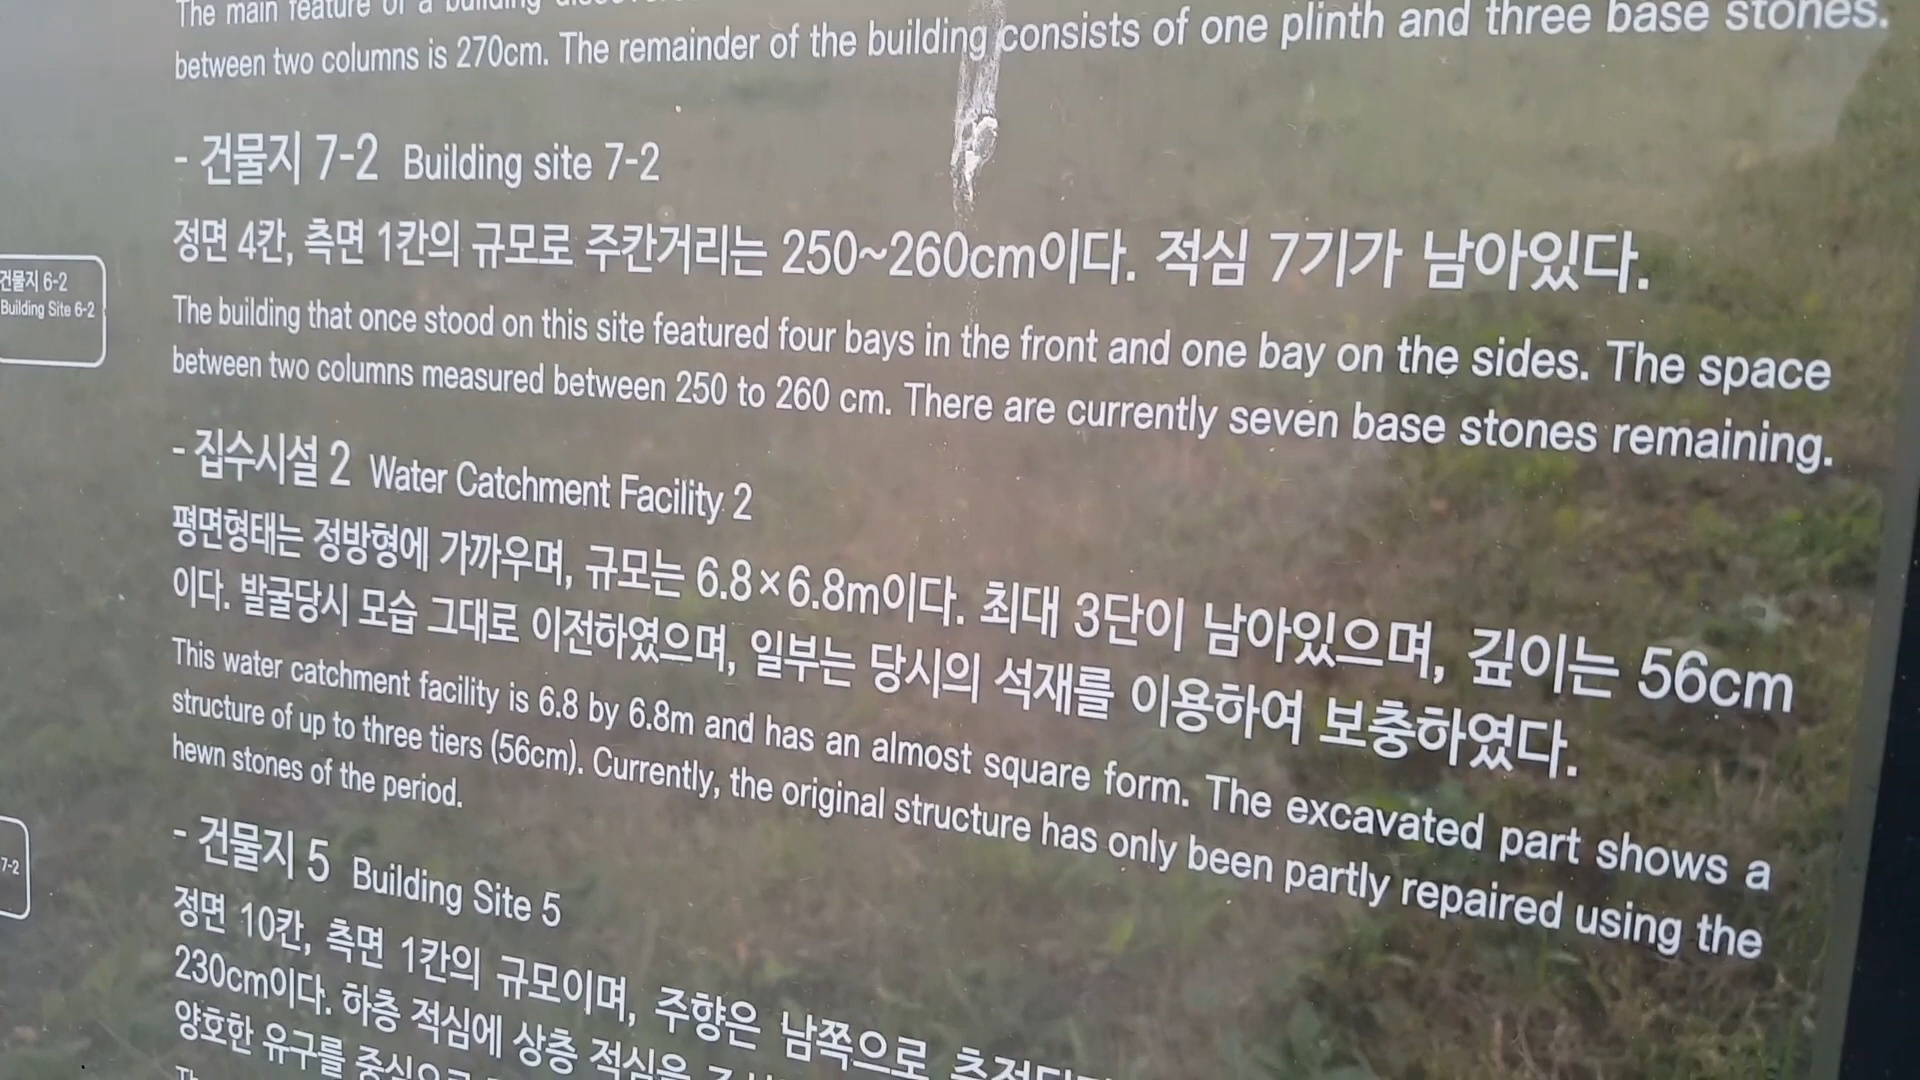 The main feature of a building
between two columns is 270cm. The remainder of the building consists of one plinth and three base stones.
- 건물지 7-2 Building site 7-2
정면 4칸, 측면 1칸의 규모로 주칸거리는 250~260cm이다. 적심 7기가 남아있다.
건물지 6-2
Building Site 6-2
The building that once stood on this site featured four bays in the front and one bay on the sides. The space
between two columns measured between 250 to 260 cm. There are currently seven base stones remaining.
- 집수시설 2 Water Catchment Facility 2
평면형태는 정방형에 가까우며, 규모는 6.8×6.8m이다. 최대 3단이 남아있으며, 깊이는 56cm
이다. 발굴당시 모습 그대로 이전하였으며, 일부는 당시의 석재를 이용하여 보충하였다.
This water catchment facility is 6.8 by 6.8m and has an almost square form. The excavated part shows a
structure of up to three tiers (56cm). Currently, the original structure has only been partly repaired using the
hewn stones of the period.
- 건물지 5 Building Site 5
7-2
정면 10칸, 측면 1칸의 규모이며, 주향은 남쪽으로
230cm이다. 하층 적심에 상층 적심을
양호한 유구를 중심으로